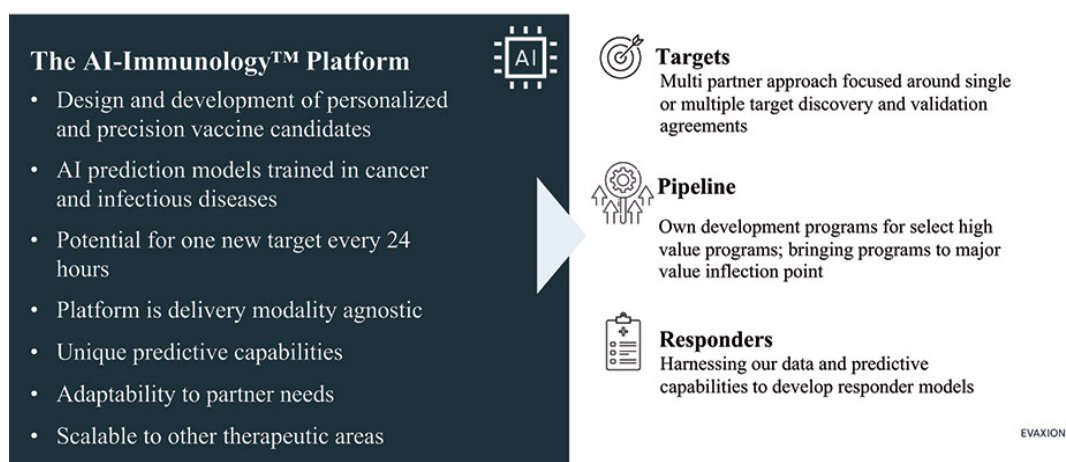 The AI-Immunology™ Platform
• Design and development of personalized
and precision vaccine candidates
• AI prediction models trained in cancer
and infectious diseases
• Potential for one new target every 24
hours
• Platform is delivery modality agnostic
• Unique predictive capabilities
• Adaptability to partner needs
• Scalable to other therapeutic areas
AI
Targets
Multi partner approach focused around single
or multiple target discovery and validation
agreements
Pipeline
Own development programs for select high
value programs; bringing programs to major
value inflection point
Responders
Harnessing our data and predictive
capabilities to develop responder models
EVAXION